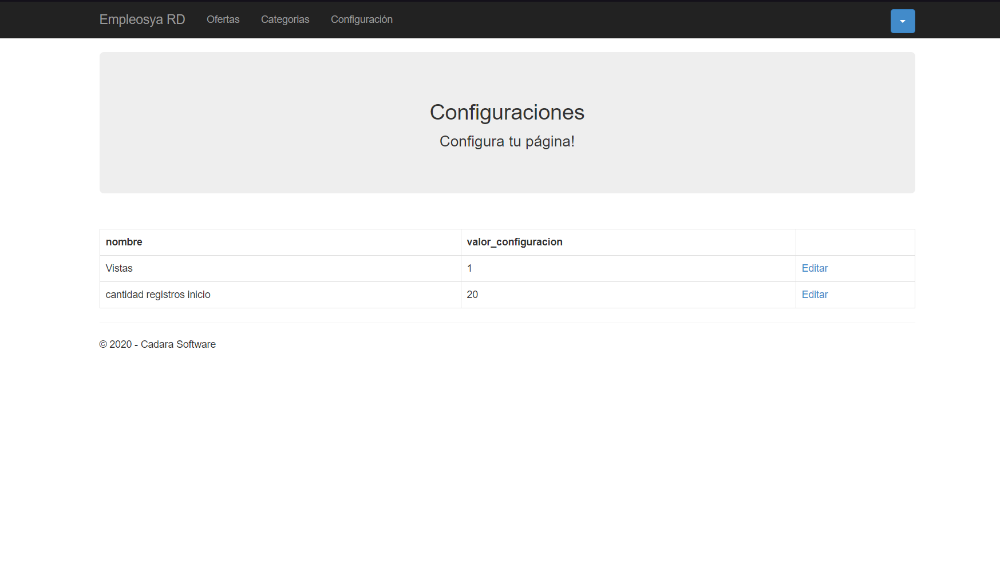 Empleosya RD Ofertas Categorias Configuración
Configuraciones
Configura tu página!
nombre valor_configuracion
Vistas 1 Editar
cantidad registros inicio 20 Editar
© 2020 - Cadara Software